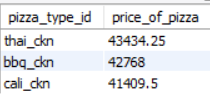 pizza_type_id price_of_pizza
thai_ckn 43434.25
bbq_ckn 42768
cali_ckn 41409.5